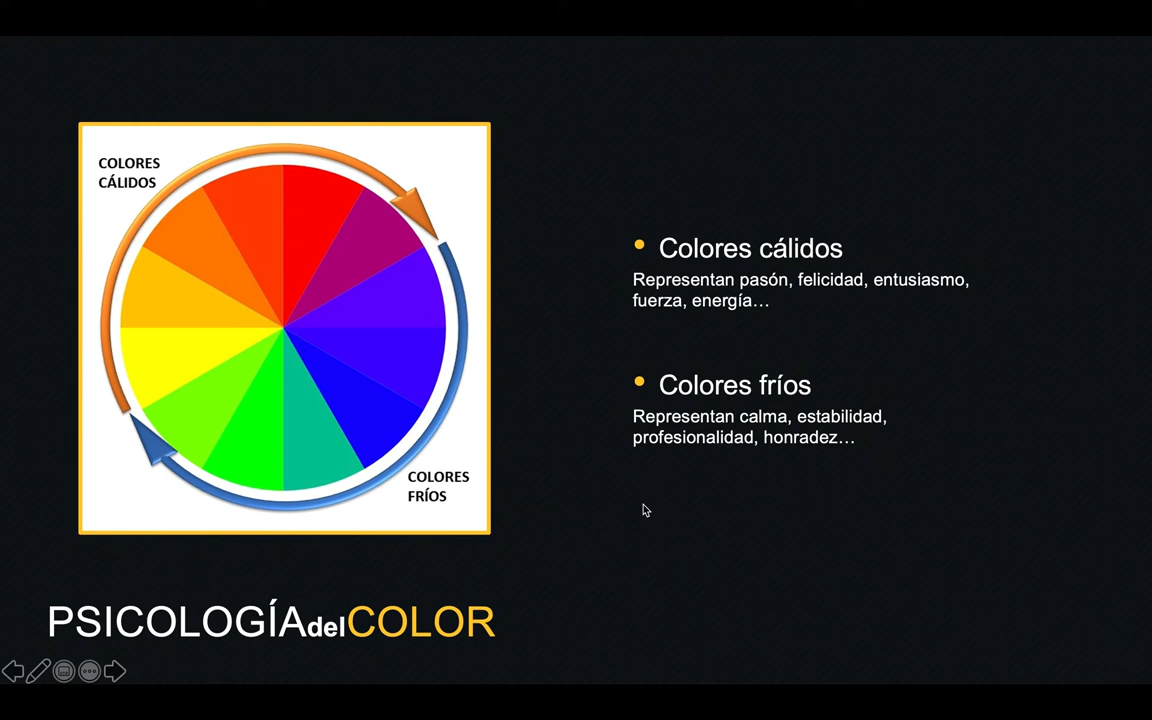 COLORES
CÁLIDOS
COLORES
FRÍOS
• Colores cálidos
Representan pasón, felicidad, entusiasmo,
fuerza, energía…
• Colores fríos
Representan calma, estabilidad,
profesionalidad, honradez…
PSICOLOGÍAdelCOLOR